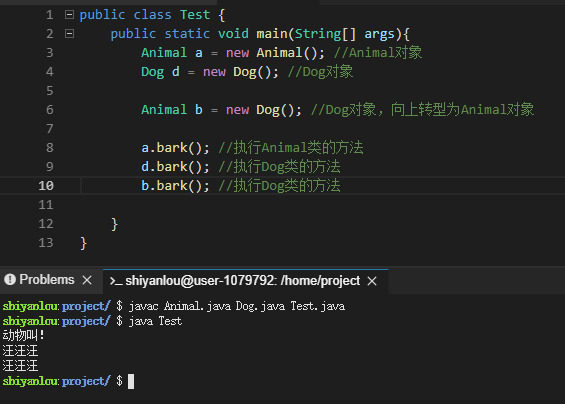 1 public class Test {
2     public static void main(String[] args){
3         Animal a = new Animal(); //Animal对象
4         Dog d = new Dog(); //Dog对象
5
6         Animal b = new Dog(); //Dog对象，向上转型为Animal对象
7
8         a.bark(); //执行Animal类的方法
9         d.bark(); //执行Dog类的方法
10         b.bark(); //执行Dog类的方法
11
12     }
13 }
Problems × >_ shiyanlou@user-1079792: /home/project ×
shiyanlou:project/ $ javac Animal.java Dog.java Test.java
shiyanlou:project/ $ java Test
动物叫！
汪汪汪
汪汪汪
shiyanlou:project/ $